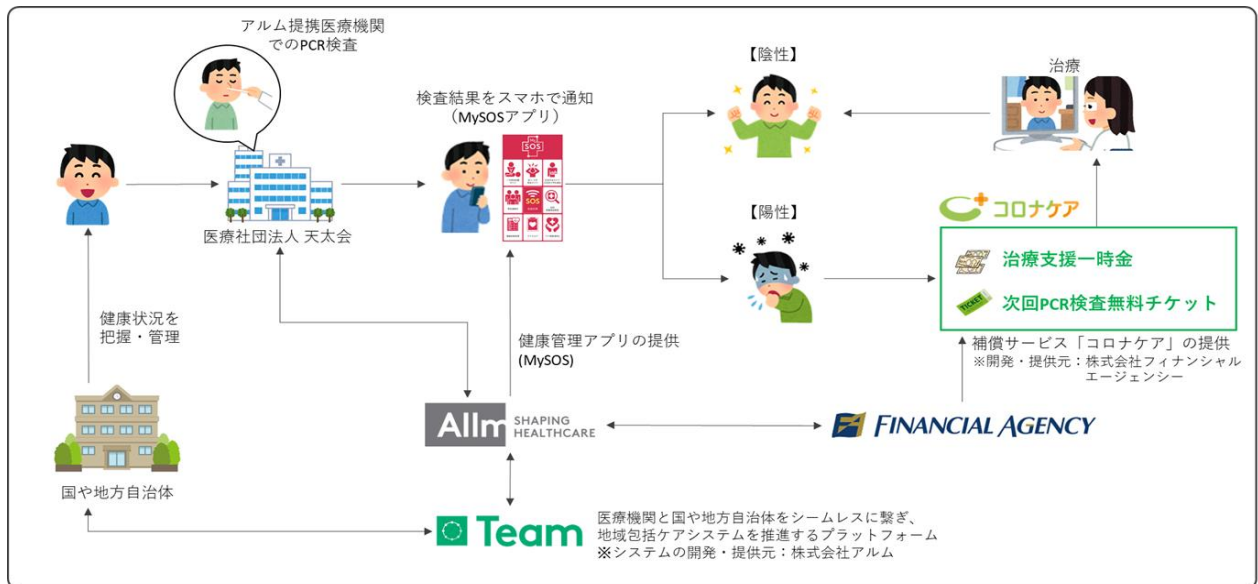 アルム提携医療機関
でのPCR検査
検査結果をスマホで通知
（MySOSアプリ）
【陰性】
治療
SOS
SOS
医療社団法人 天太会
【陽性】
コロナケア
治療支援一時金
TICKET
次回PCR検査無料チケット
健康状況を
把握・管理
健康管理アプリの提供
(MySOS)
補償サービス「コロナケア」の提供
※開発・提供元：株式会社フィナンシャル
エージェンシー
Allm
SHAPING
HEALTHCARE
FINANCIAL AGENCY
国や地方自治体
Team
医療機関と国や地方自治体をシームレスに繋ぎ、
地域包括ケアシステムを推進するプラットフォーム
※システムの開発・提供元：株式会社アルム